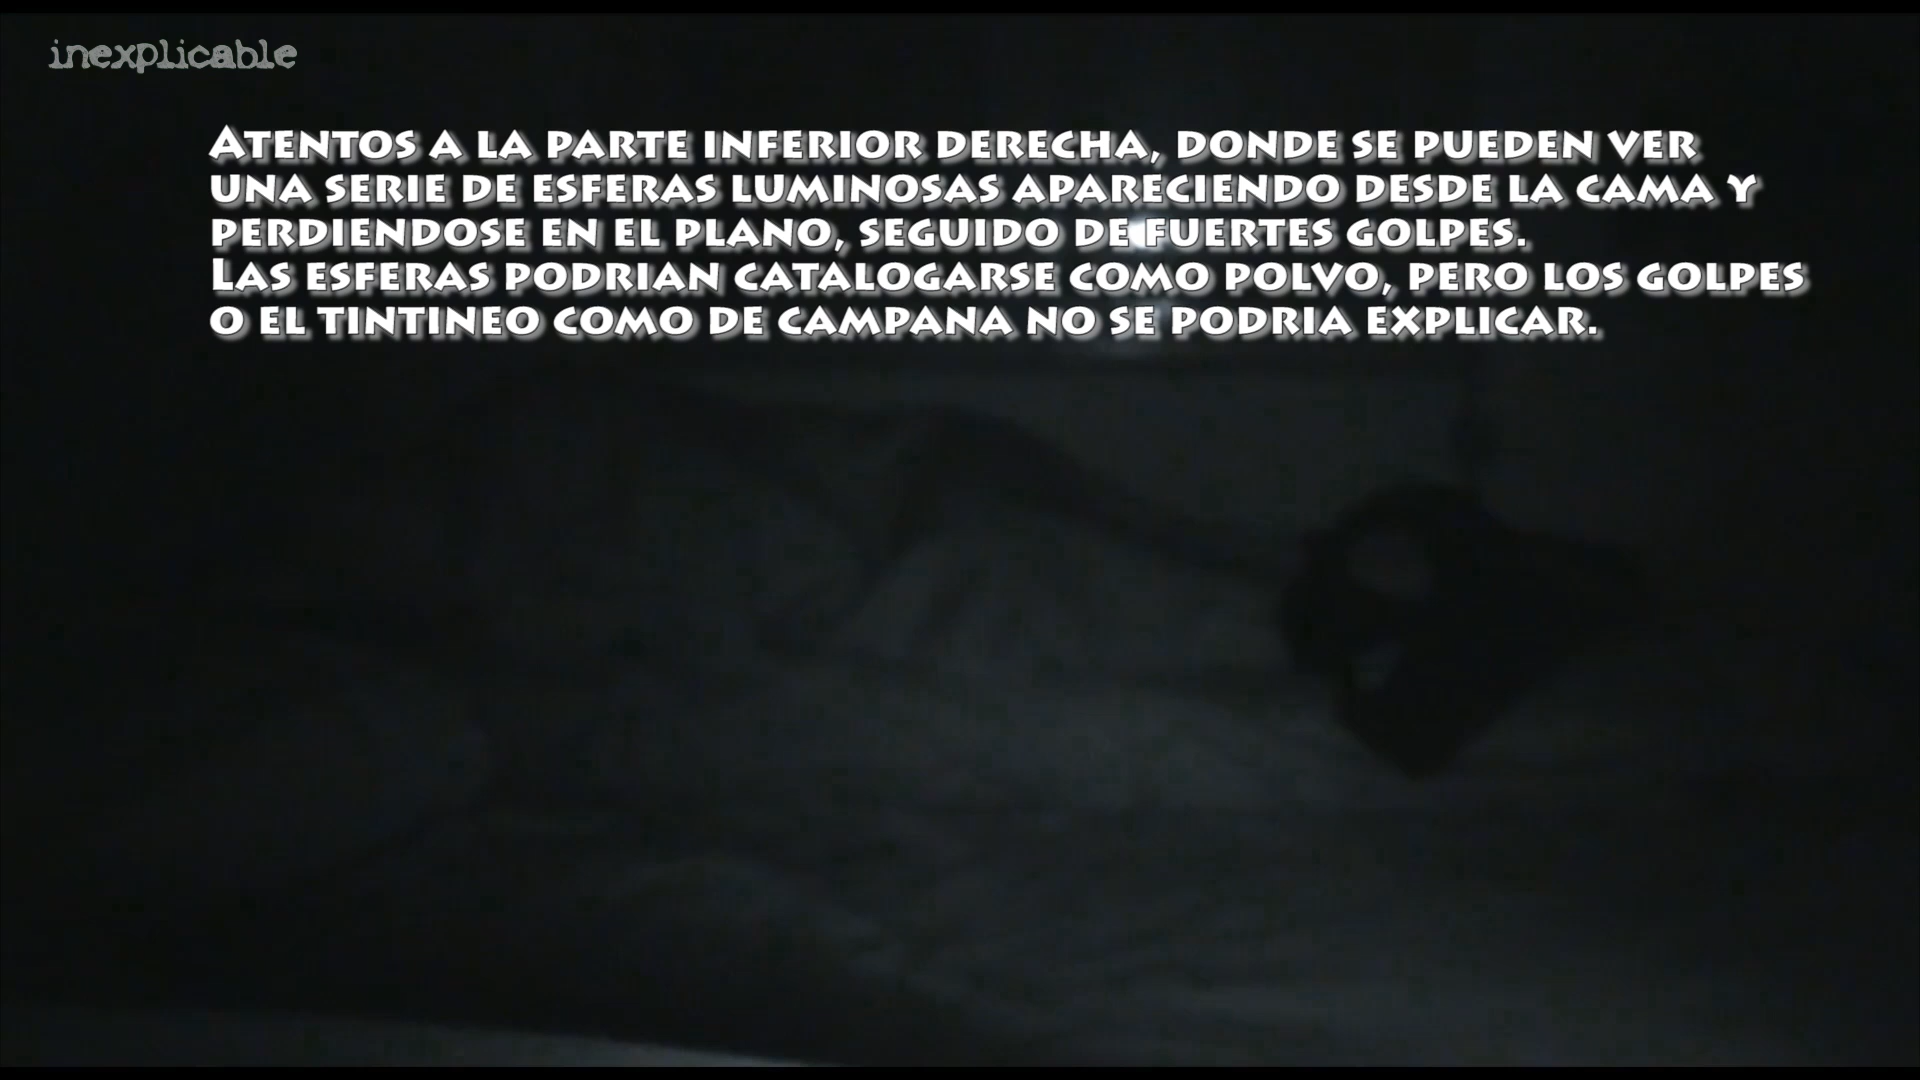 inexplicable
Atentos a la parte inferior derecha, donde se pueden ver
una serie de esferas luminosas apareciendo desde la cama y
perdiendose en el plano, seguido de fuertes golpes.
Las esferas podrian catalogarse como polvo, pero los golpes
o el tintineo como de campana no se podria explicar.